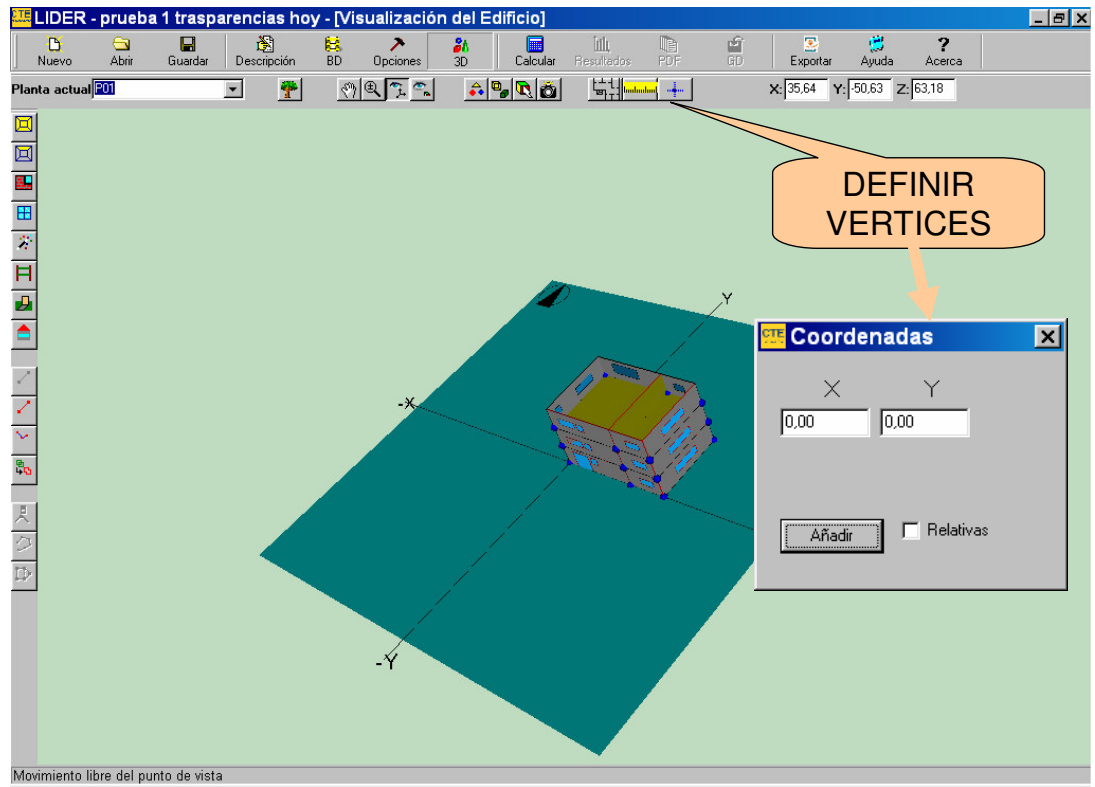 CTE LIDER - prueba 1 trasparencias hoy - [Visualización del Edificio]
Nuevo Abrir Guardar Descripción BD Opciones 3D Calcular Resultados PDF GD Exportar Ayuda Acerca
Planta actual P01 X: 35,64 Y: -50,63 Z: 63,18
DEFINIR
VERTICES
Y
CTE Coordenadas
X Y
0,00 0,00
-X
Añadir Relativas
-Y
Movimiento libre del punto de vista